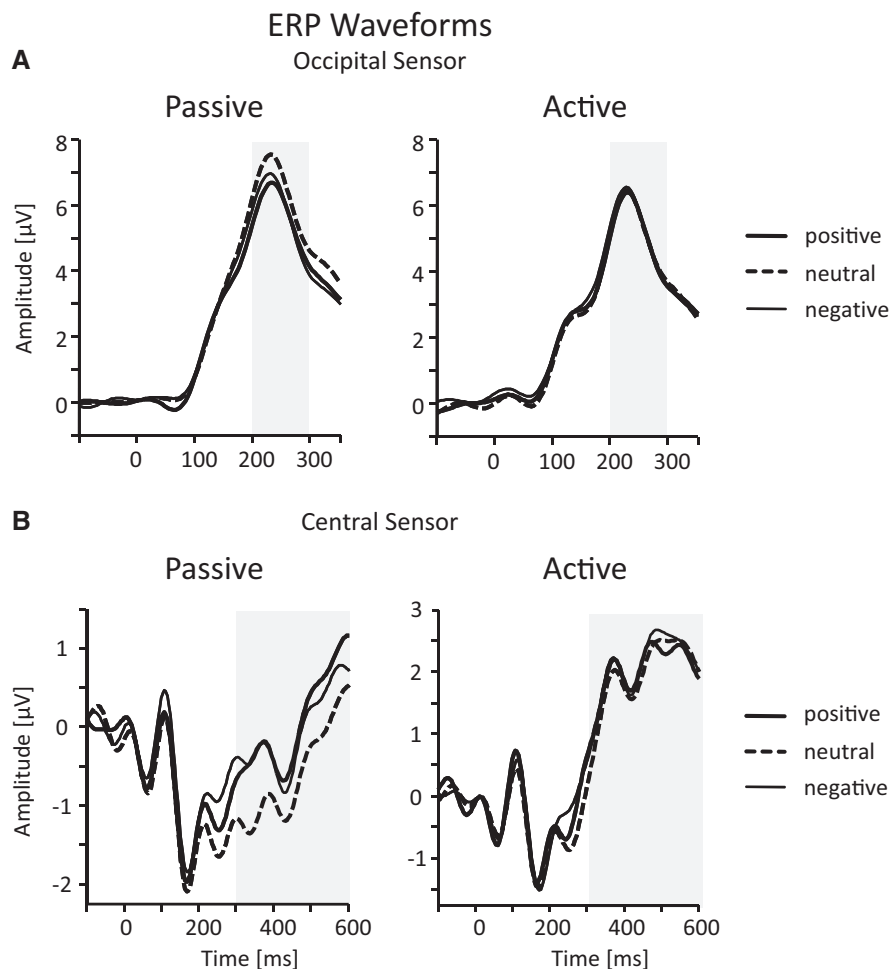 ERP Waveforms
A
Occipital Sensor
Passive
Active
8
6
4
2
0
Amplitude [µV]
0 100 200 300
8
6
4
2
0
0 100 200 300
positive
neutral
negative
B
Central Sensor
Passive
Active
1
0
-1
-2
Amplitude [µV]
0 200 400 600
Time [ms]
3
2
1
0
-1
0 200 400 600
Time [ms]
positive
neutral
negative